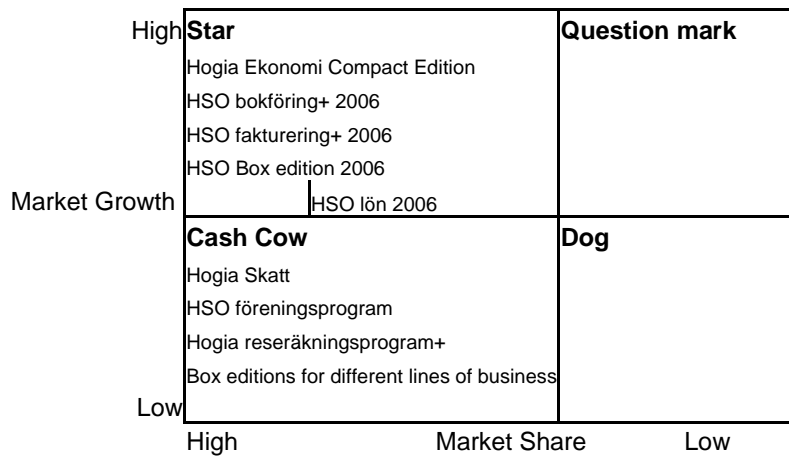 High
Star
Question mark
Hogia Ekonomi Compact Edition
HSO bokföring+ 2006
HSO fakturering+ 2006
HSO Box edition 2006
Market Growth
HSO lön 2006
Cash Cow
Dog
Hogia Skatt
HSO föreningsprogram
Hogia reseräkningsprogram+
Box editions for different lines of business
Low
High
Market Share
Low